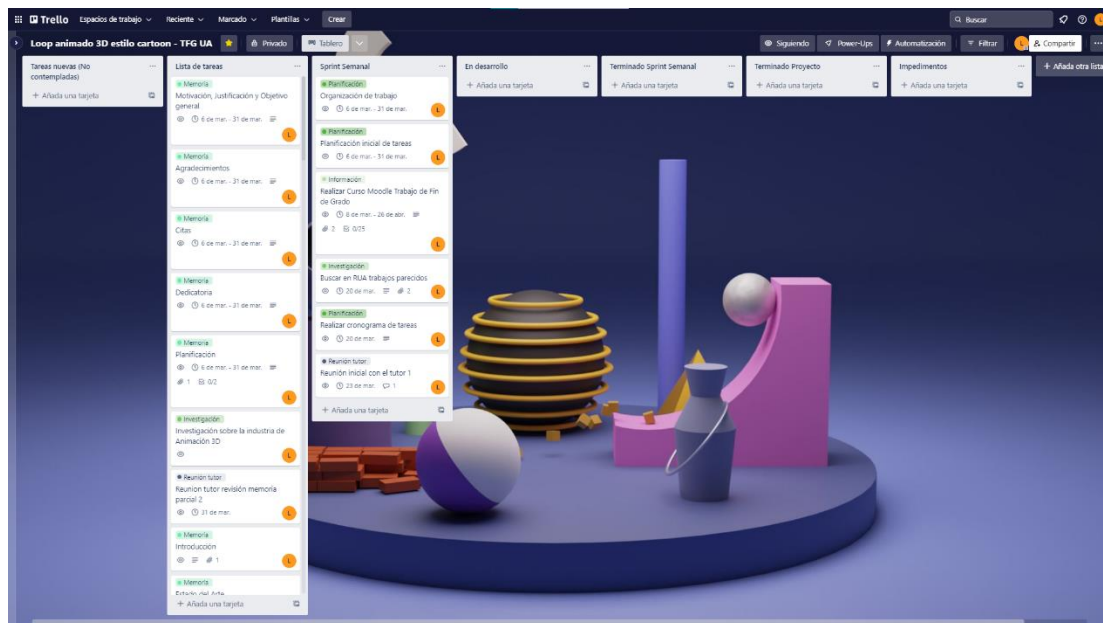 Trello
Espacios de trabajo
Reciente
Marcado
Plantillas
Crear
Buscar
Loop animado 3D estilo cartoon - TFG UA
Privado
Tablero
Siguiendo
Power-Ups
Automatización
Filtrar
L
Compartir
Tareas nuevas (No
contempladas)
+ Añada una tarjeta
Lista de tareas
Memoria
Motivación, Justificación y Objetivo
general
6 de mar. - 31 de mar.
L
Memoria
Agradecimientos
6 de mar. - 31 de mar.
L
Memoria
Citas
6 de mar. - 31 de mar.
L
Memoria
Dedicatoria
6 de mar. - 31 de mar.
L
Memoria
Planificación
6 de mar. - 31 de mar.
1 0/2
L
Investigación
Investigación sobre la industria de
Animación 3D
L
Reunion tutor
Reunion tutor revisión memoria
parcial 2
31 de mar.
L
Memoria
Introducción
1
L
Memoria
Estado del Arte
+ Añada una tarjeta
Sprint Semanal
Planificación
Organización de trabajo
6 de mar. - 31 de mar.
L
Planificación
Planificación inicial de tareas
6 de mar. - 31 de mar.
L
Información
Realizar Curso Moodle Trabajo de Fin
de Grado
8 de mar. - 26 de abr.
2 0/25
L
Investigación
Buscar en RUA trabajos parecidos
20 de mar. 2
L
Planificación
Realizar cronograma de tareas
20 de mar.
L
Reunion tutor
Reunión inicial con el tutor 1
23 de mar. 1
L
+ Añada una tarjeta
En desarrollo
+ Añada una tarjeta
Terminado Sprint Semanal
+ Añada una tarjeta
Terminado Proyecto
+ Añada una tarjeta
Impedimentos
+ Añada una tarjeta
+ Añada otra lista